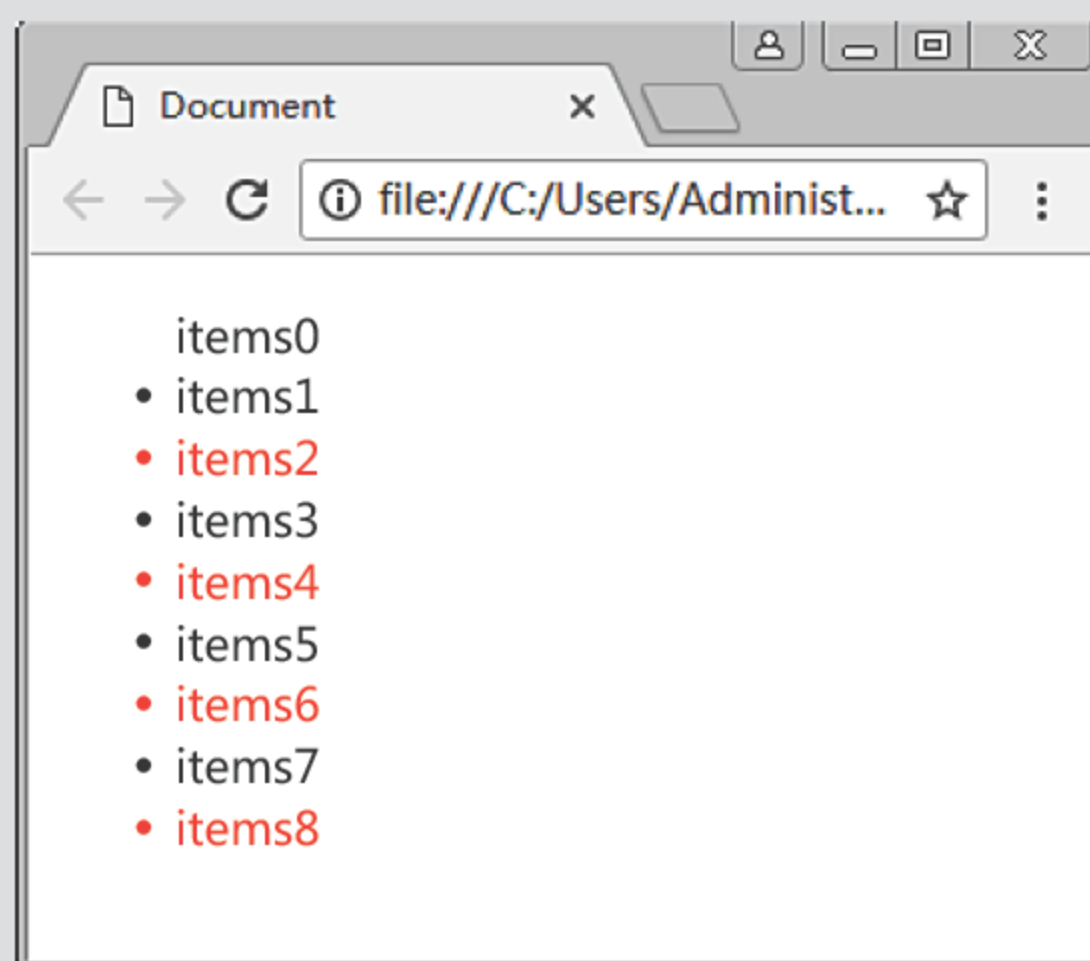 Document
file:///C:/Users/Administ...
items0
• items1
• items2
• items3
• items4
• items5
• items6
• items7
• items8